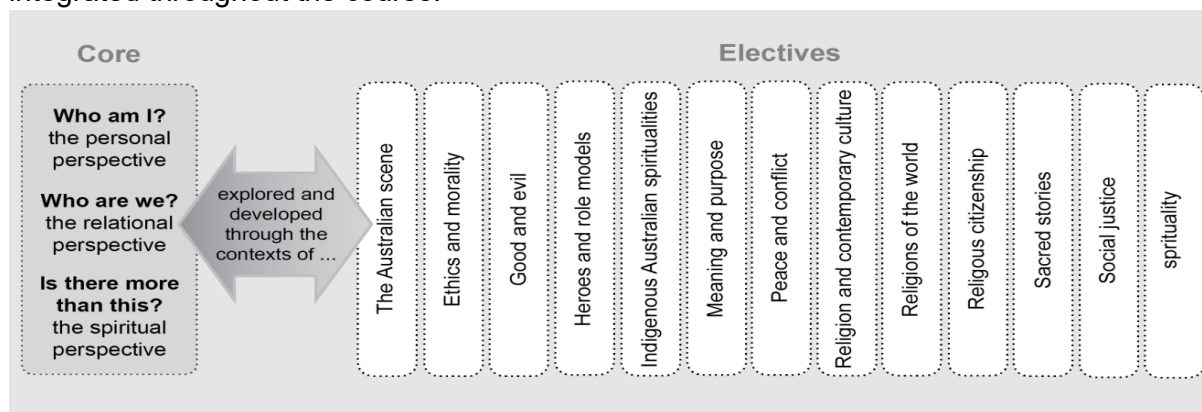 integrated throughout the course.
Core
Electives
Who am I?
the personal
perspective
Who are we?
the relational
perspective
Is there more
than this?
the spiritual
perspective
explored and
developed
through the
contexts of ...
The Australian scene
Ethics and morality
Good and evil
Heroes and role models
Indigenous Australian spiritualities
Meaning and purpose
Peace and conflict
Religion and contemporary culture
Religions of the world
Religous citizenship
Sacred stories
Social justice
sprituality